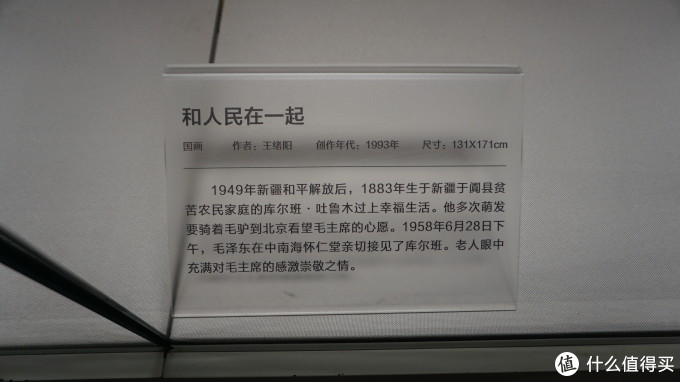 和人民在一起
国画 作者：王绪阳 创作年代：1993年 尺寸：131X171cm
1949年新疆和平解放后，1883年生于新疆于阗县贫
苦农民家庭的库尔班·吐鲁木过上幸福生活。他多次萌发
要骑着毛驴到北京看望毛主席的心愿。1958年6月28日下
午，毛泽东在中南海怀仁堂亲切接见了库尔班。老人眼中
充满对毛主席的感激崇敬之情。
值 什么值得买